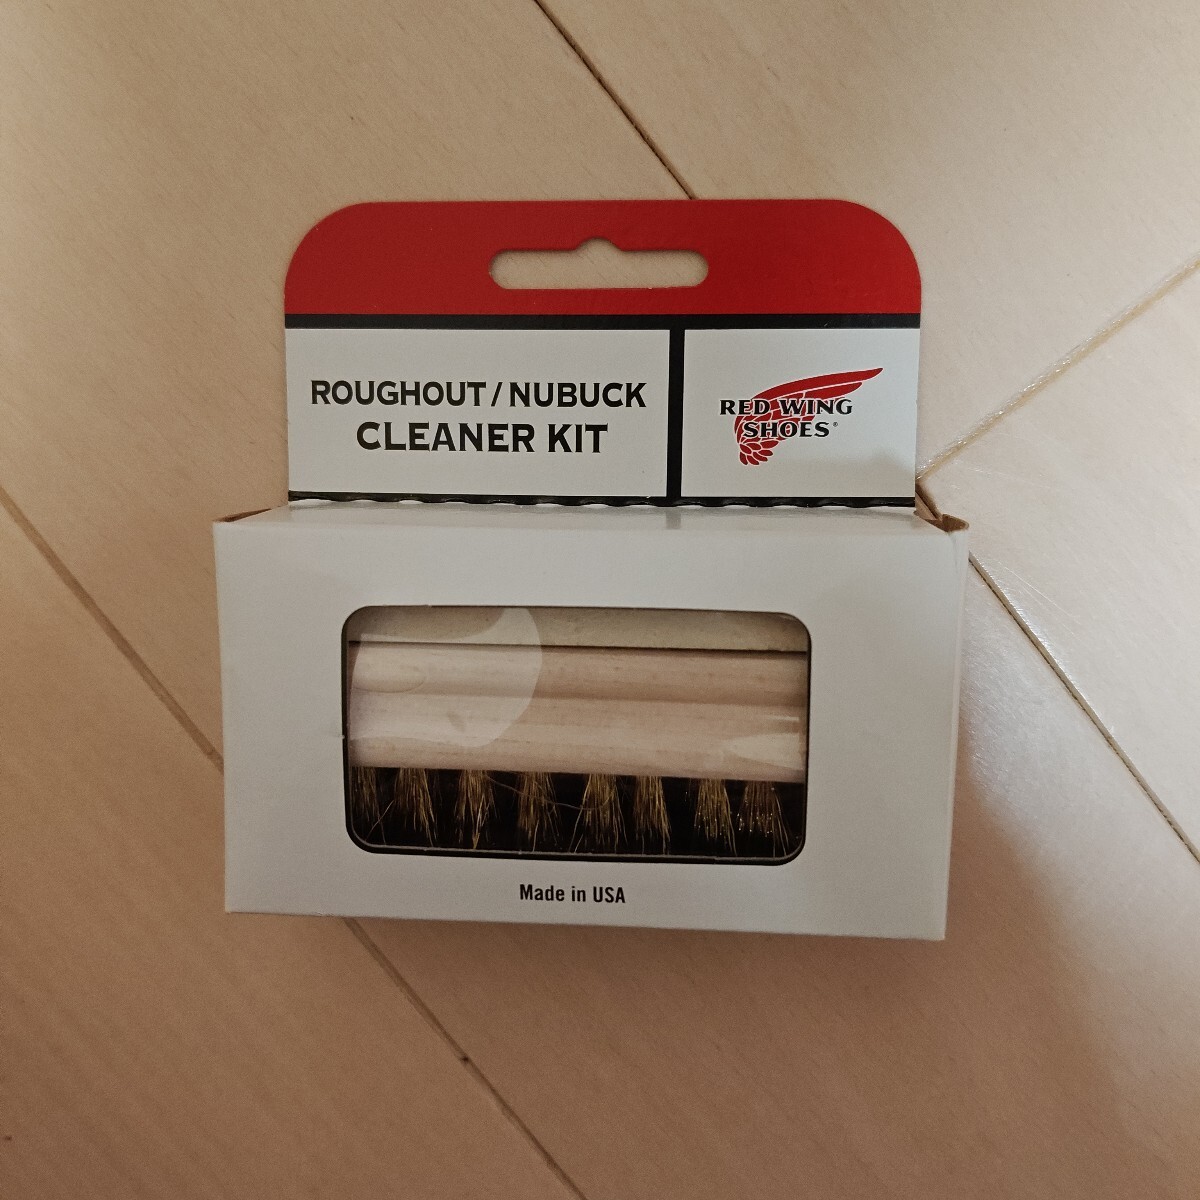 ROUGHOUT / NUBUCK
CLEANER KIT
RED WING
SHOES®
Made in USA